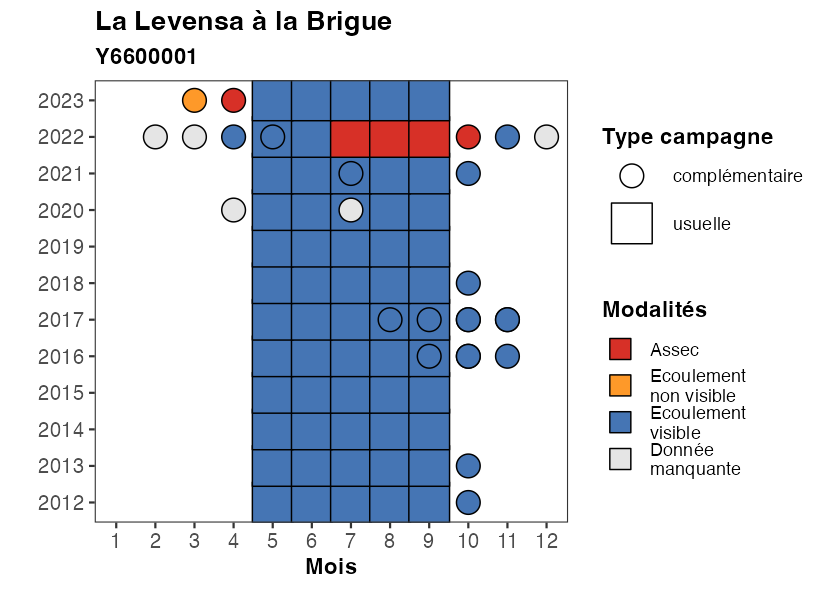 La Levensa à la Brigue
Y6600001
2023
2022
2021
2020
2019
2018
2017
2016
2015
2014
2013
2012
1 2 3 4 5 6 7 8 9 10 11 12
Mois
Type campagne
complémentaire
usuelle
Modalités
Assec
Ecoulement
non visible
Ecoulement
visible
Donnée
manquante